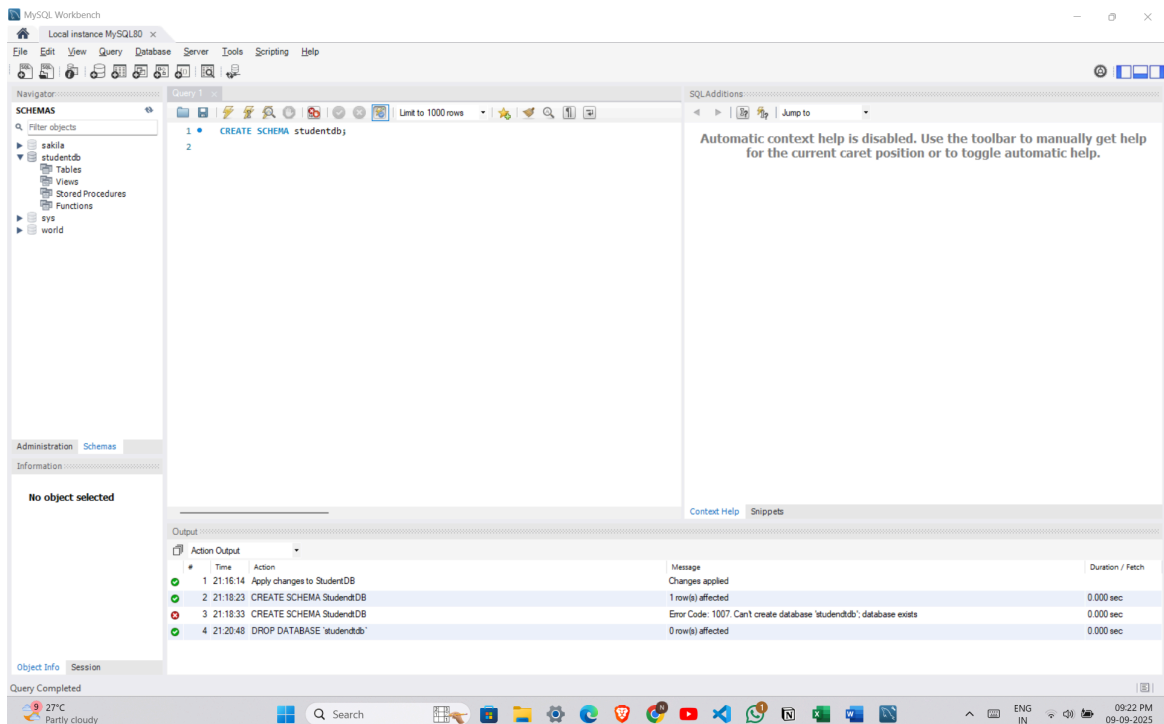 MySQL Workbench
Local instance MySQL80
File Edit View Query Database Server Tools Scripting Help
Navigator
SCHEMAS
Filter objects
sakila
studentdb
Tables
Views
Stored Procedures
Functions
sys
world
Administration Schemas
Information
No object selected
Object Info Session
Query 1
Limit to 1000 rows
1 CREATE SCHEMA studentdb;
2
SQLAdditions
Jump to
Automatic context help is disabled. Use the toolbar to manually get help
for the current caret position or to toggle automatic help.
Context Help Snippets
Output
Action Output
# Time Action Message Duration / Fetch
1 21:16:14 Apply changes to StudentDB Changes applied
2 21:18:23 CREATE SCHEMA StudendtDB 1 row(s) affected 0.000 sec
3 21:18:33 CREATE SCHEMA StudendtDB Error Code: 1007. Can't create database 'studendtdb'; database exists 0.000 sec
4 21:20:48 DROP DATABASE `studendtdb` 0 row(s) affected 0.000 sec
Query Completed
9 27°C
Partly cloudy
Search
N
1
ENG
IN
09:22 PM
09-09-2025